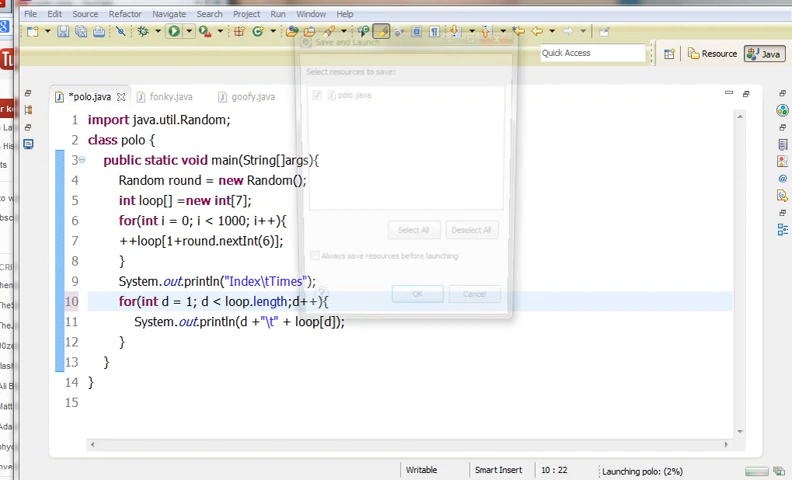 File Edit Source Refactor Navigate Search Project Run Window Help
Save and Launch
Quick Access
Resource
Java
Select resources to save:
polo.java
*polo.java
fonky.java
goofy.java
1 import java.util.Random;
2 class polo {
3 public static void main(String[]args){
4 Random round = new Random();
5 int loop[] =new int[7];
6 for(int i = 0; i < 1000; i++){
7 ++loop[1+round.nextInt(6)];
8 }
9 System.out.println("Index\tTimes");
10 for(int d = 1; d < loop.length;d++){
11 System.out.println(d +"\t" + loop[d]);
12 }
13 }
14 }
15
Select All
Deselect All
Always save resources before launching
OK
Cancel
Writable
Smart Insert
10 : 22
Launching polo: (2%)